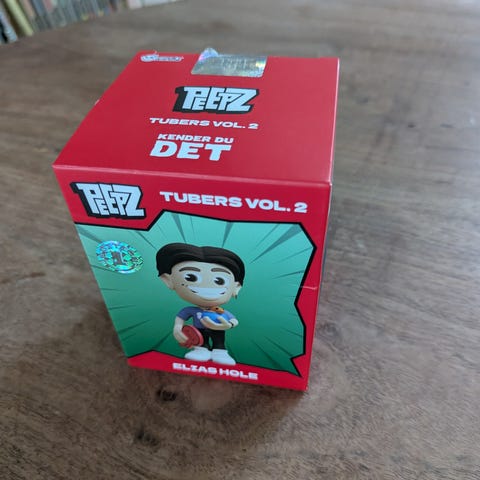 PEEPZ
TUBERS VOL. 2
KENDER DU
DET
PEEPZ
TUBERS VOL. 2
ELIAS HOLE